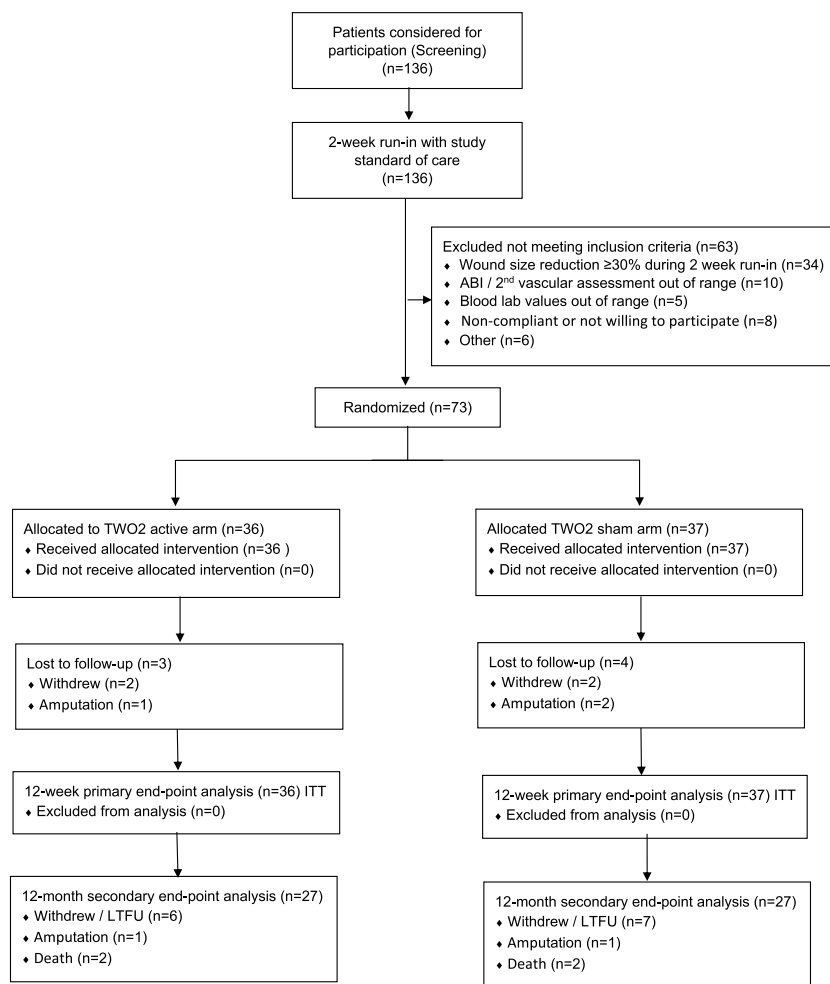 Patients considered for
participation (Screening)
(n=136)
2-week run-in with study
standard of care
(n=136)
Excluded not meeting inclusion criteria (n=63)
♦ Wound size reduction ≥30% during 2 week run-in (n=34)
♦ ABI / 2nd vascular assessment out of range (n=10)
♦ Blood lab values out of range (n=5)
♦ Non-compliant or not willing to participate (n=8)
♦ Other (n=6)
Randomized (n=73)
Allocated to TWO2 active arm (n=36)
♦ Received allocated intervention (n=36 )
♦ Did not receive allocated intervention (n=0)
Allocated TWO2 sham arm (n=37)
♦ Received allocated intervention (n=37)
♦ Did not receive allocated intervention (n=0)
Lost to follow-up (n=3)
♦ Withdrew (n=2)
♦ Amputation (n=1)
Lost to follow-up (n=4)
♦ Withdrew (n=2)
♦ Amputation (n=2)
12-week primary end-point analysis (n=36) ITT
♦ Excluded from analysis (n=0)
12-week primary end-point analysis (n=37) ITT
♦ Excluded from analysis (n=0)
12-month secondary end-point analysis (n=27)
♦ Withdrew / LTFU (n=6)
♦ Amputation (n=1)
♦ Death (n=2)
12-month secondary end-point analysis (n=27)
♦ Withdrew / LTFU (n=7)
♦ Amputation (n=1)
♦ Death (n=2)